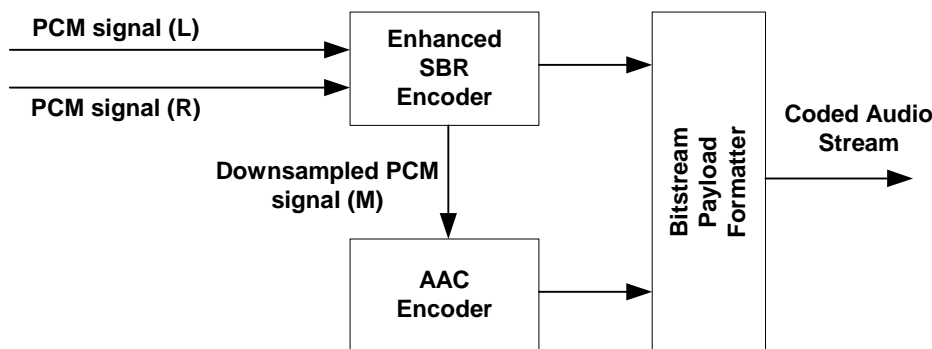 PCM signal (L)
PCM signal (R)
Enhanced
SBR
Encoder
Downsampled PCM
signal (M)
AAC
Encoder
Bitstream
Payload
Formatter
Coded Audio
Stream